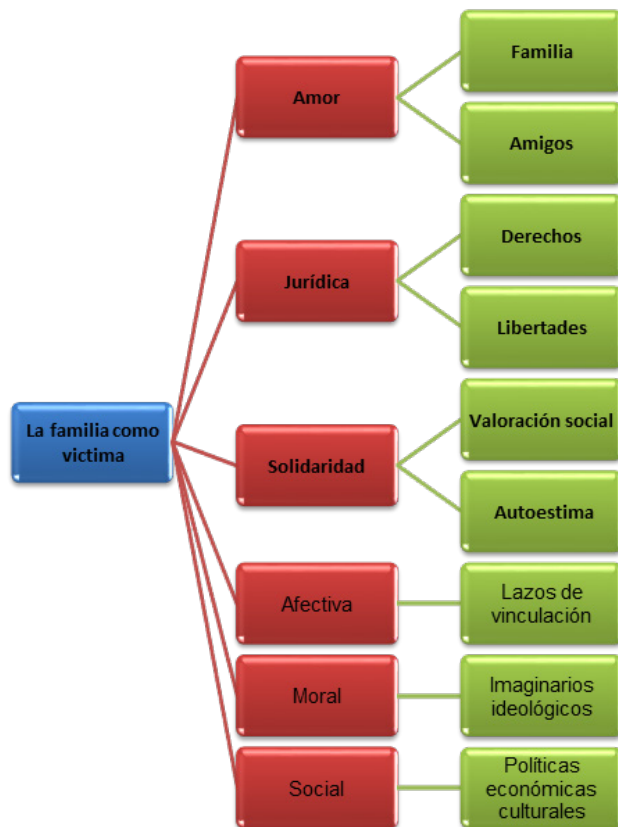 La familia como
victima
Amor
Familia
Amigos
Jurídica
Derechos
Libertades
Solidaridad
Valoración social
Autoestima
Afectiva
Lazos de
vinculación
Moral
Imaginarios
ideológicos
Social
Políticas
económicas
culturales